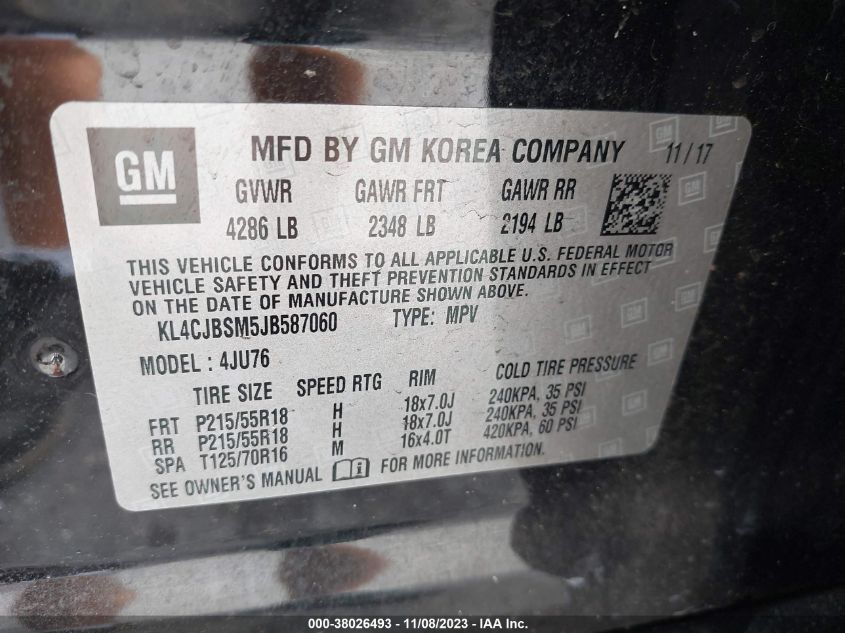 GM
MFD BY GM KOREA COMPANY 11/17
GVWR GAWR FRT GAWR RR
4286 LB 2348 LB 2194 LB
THIS VEHICLE CONFORMS TO ALL APPLICABLE U.S. FEDERAL MOTOR
VEHICLE SAFETY AND THEFT PREVENTION STANDARDS IN EFFECT
ON THE DATE OF MANUFACTURE SHOWN ABOVE.
KL4CJBSM5JB587060 TYPE: MPV
MODEL : 4JU76
TIRE SIZE SPEED RTG RIM COLD TIRE PRESSURE
FRT P215/55R18 H 18x7.0J 240KPA, 35 PSI
RR P215/55R18 H 18x7.0J 240KPA, 35 PSI
SPA T125/70R16 M 16x4.0T 420KPA, 60 PSI
SEE OWNER'S MANUAL i FOR MORE INFORMATION.
000-38026493 - 11/08/2023 - IAA Inc.